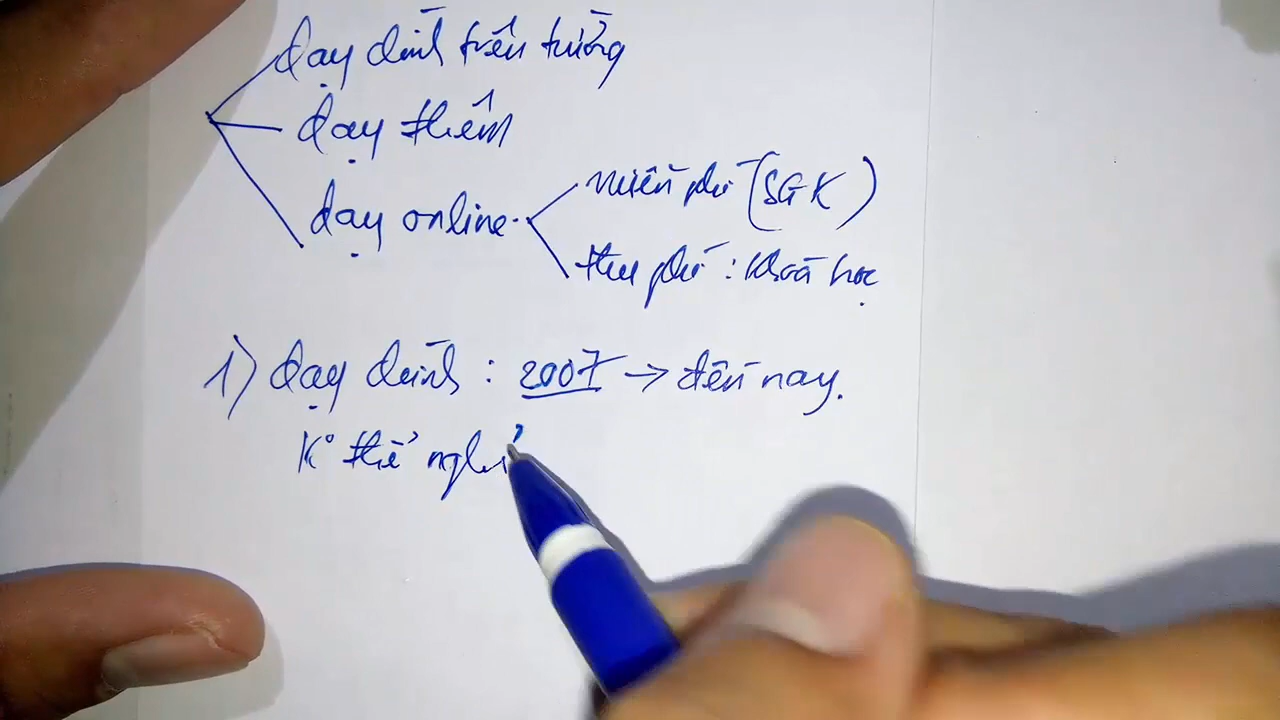 dạy chính trên trường
dạy thêm
dạy online
miễn phí (SGK)
thu phí : khoá học
1) dạy chính : 2007 → đến nay.
K° thể nghỉ